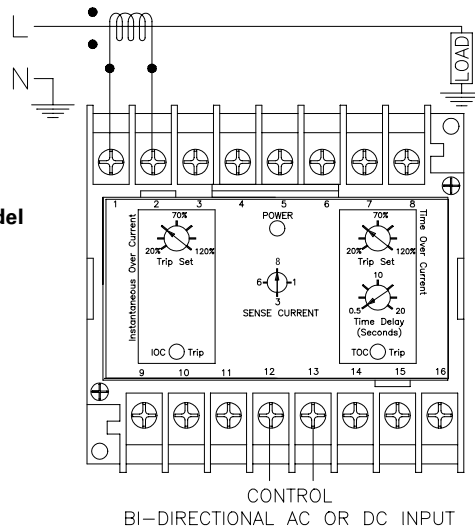 L
N
LOAD
del
1 2 3 4 5 6 7 8
Instantaneous Over Current
70%
20% 120%
Trip Set
IOC Trip
POWER
8
6 1
3
SENSE CURRENT
Time Over Current
70%
20% 120%
Trip Set
10
0.5 20
Time Delay
(Seconds)
TOC Trip
9 10 11 12 13 14 15 16
CONTROL
BI-DIRECTIONAL AC OR DC INPUT